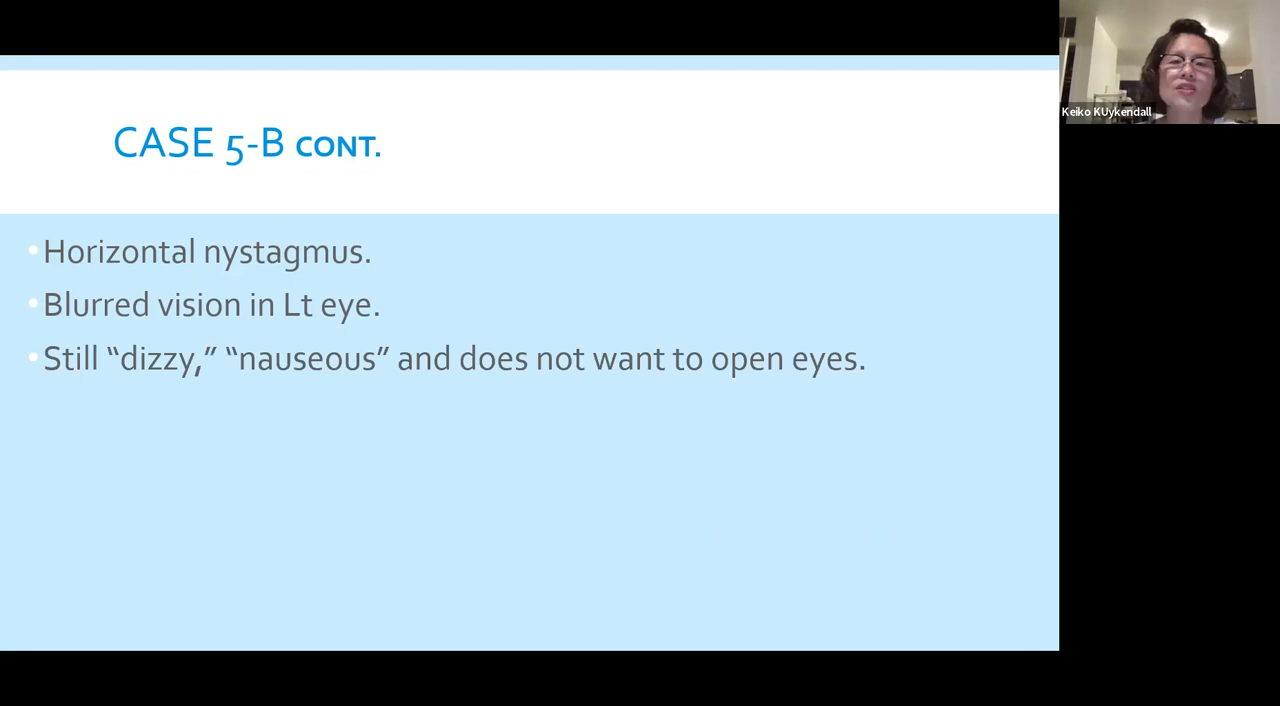 CASE 5-B CONT.
•Horizontal nystagmus.
•Blurred vision in Lt eye.
•Still “dizzy,” “nauseous” and does not want to open eyes.
Keiko KUykendall